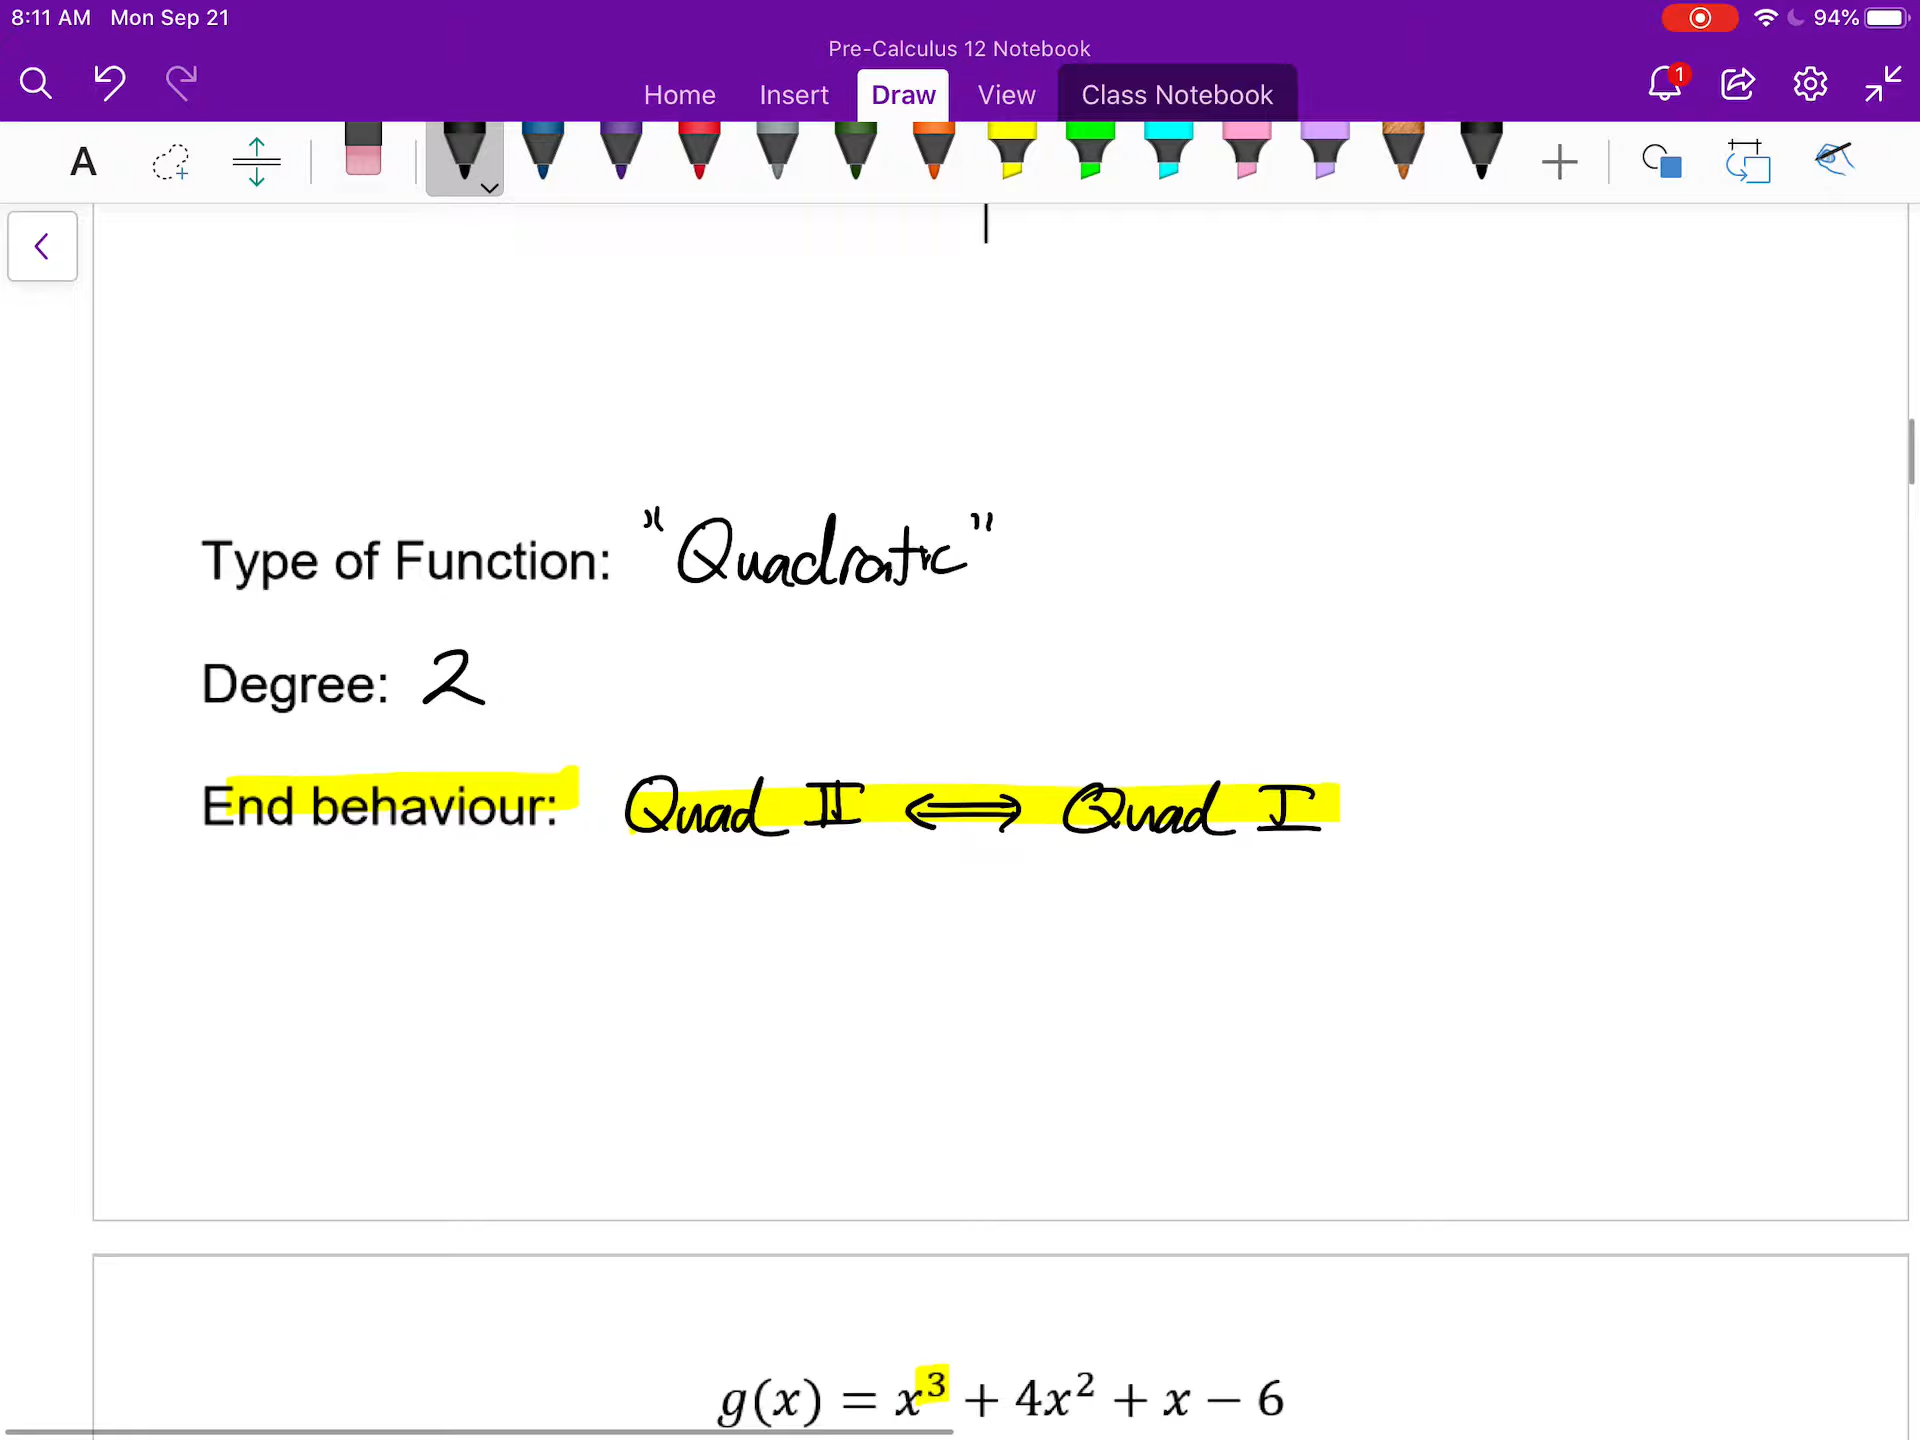 8:11 AM Mon Sep 21 94%
Pre-Calculus 12 Notebook
1
Home Insert Draw View Class Notebook
A
Type of Function: "Quadratic"
Degree: 2
End behaviour: Quad II ⟺ Quad I
g(x) = x³ + 4x² + x − 6